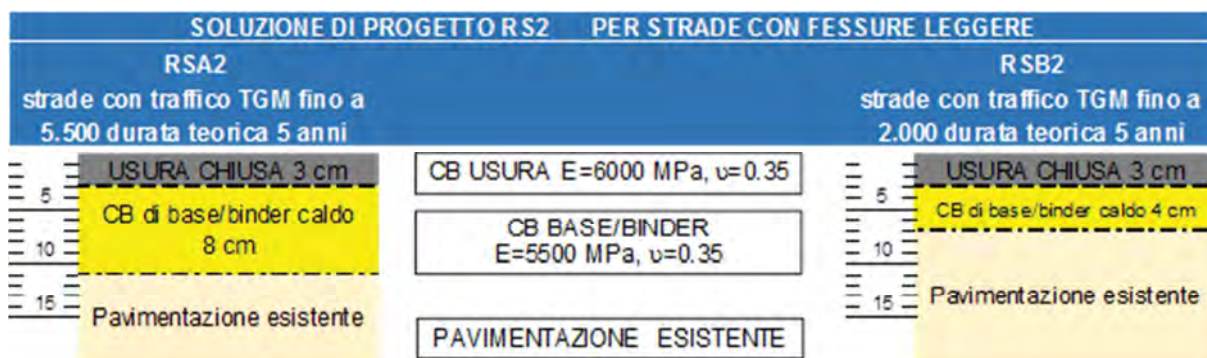 SOLUZIONE DI PROGETTO RS2 PER STRADE CON FESSURE LEGGERE
RSA2
strade con traffico TGM fino a
5.500 durata teorica 5 anni
RSB2
strade con traffico TGM fino a
2.000 durata teorica 5 anni
5
10
15
USURA CHIUSA 3 cm
CB di base/binder caldo
8 cm
Pavimentazione esistente
CB USURA E=6000 MPa, υ=0.35
CB BASE/BINDER
E=5500 MPa, υ=0.35
PAVIMENTAZIONE ESISTENTE
5
10
15
USURA CHIUSA 3 cm
CB di base/binder caldo 4 cm
Pavimentazione esistente